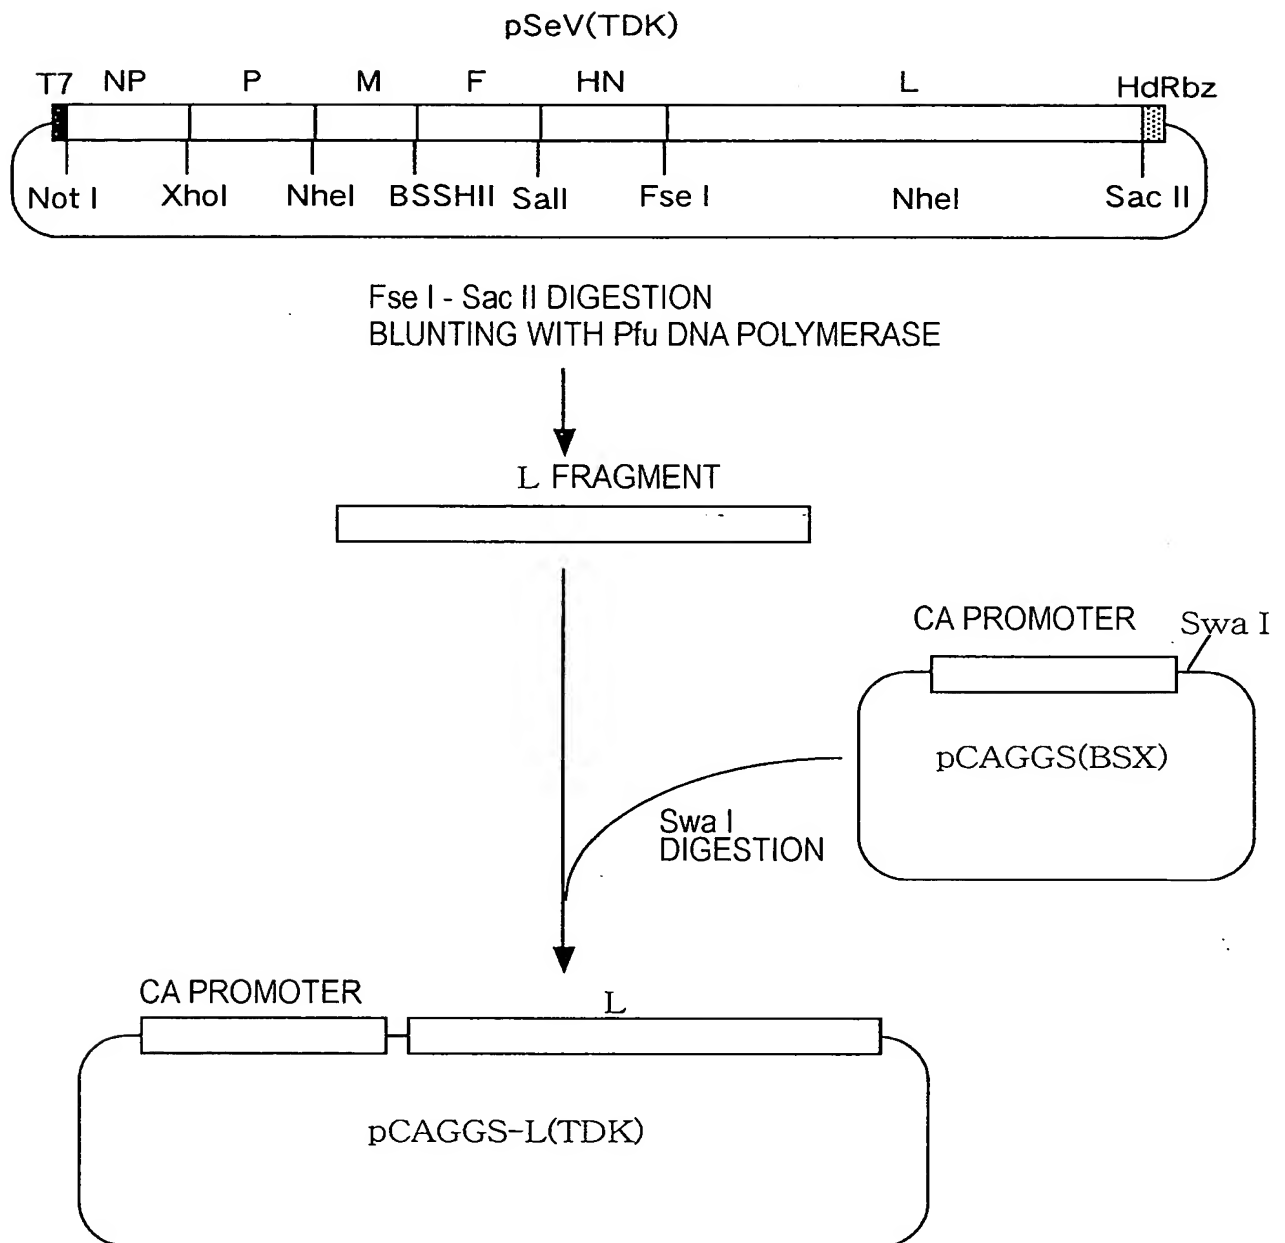 pSeV(TDK)
T7 NP P M F HN L HdRbz
Not I XhoI NheI BSSHII SalI Fse I NheI Sac II
Fse I - Sac II DIGESTION
BLUNTING WITH Pfu DNA POLYMERASE
L FRAGMENT
CA PROMOTER Swa I
pCAGGS(BSX)
Swa I
DIGESTION
CA PROMOTER L
pCAGGS-L(TDK)